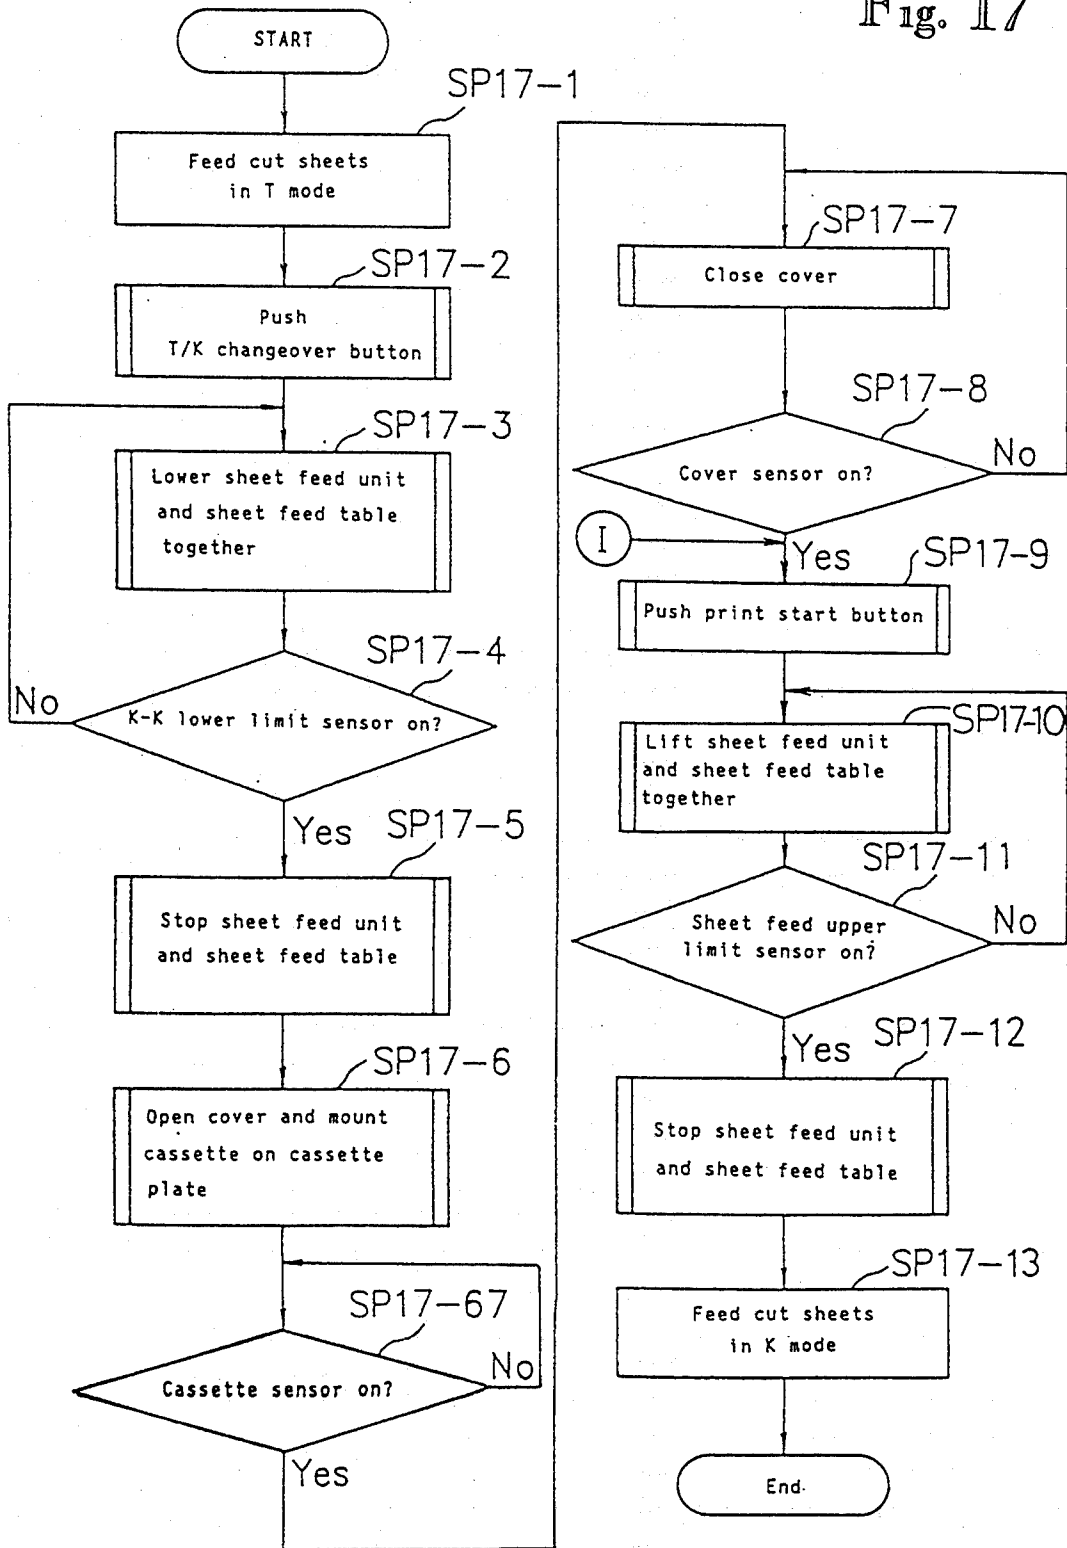 Fig. 17
START
SP17-1
Feed cut sheets
in T mode
SP17-2
Push
T/K changeover button
SP17-3
Lower sheet feed unit
and sheet feed table
together
SP17-4
No
K-K lower limit sensor on?
Yes
SP17-5
Stop sheet feed unit
and sheet feed table
SP17-6
Open cover and mount
cassette on cassette
plate
SP17-67
No
Cassette sensor on?
Yes
SP17-7
Close cover
SP17-8
No
Cover sensor on?
I
Yes
SP17-9
Push print start button
SP17-10
Lift sheet feed unit
and sheet feed table
together
SP17-11
Sheet feed upper
limit sensor on?
No
Yes
SP17-12
Stop sheet feed unit
and sheet feed table
SP17-13
Feed cut sheets
in K mode
End